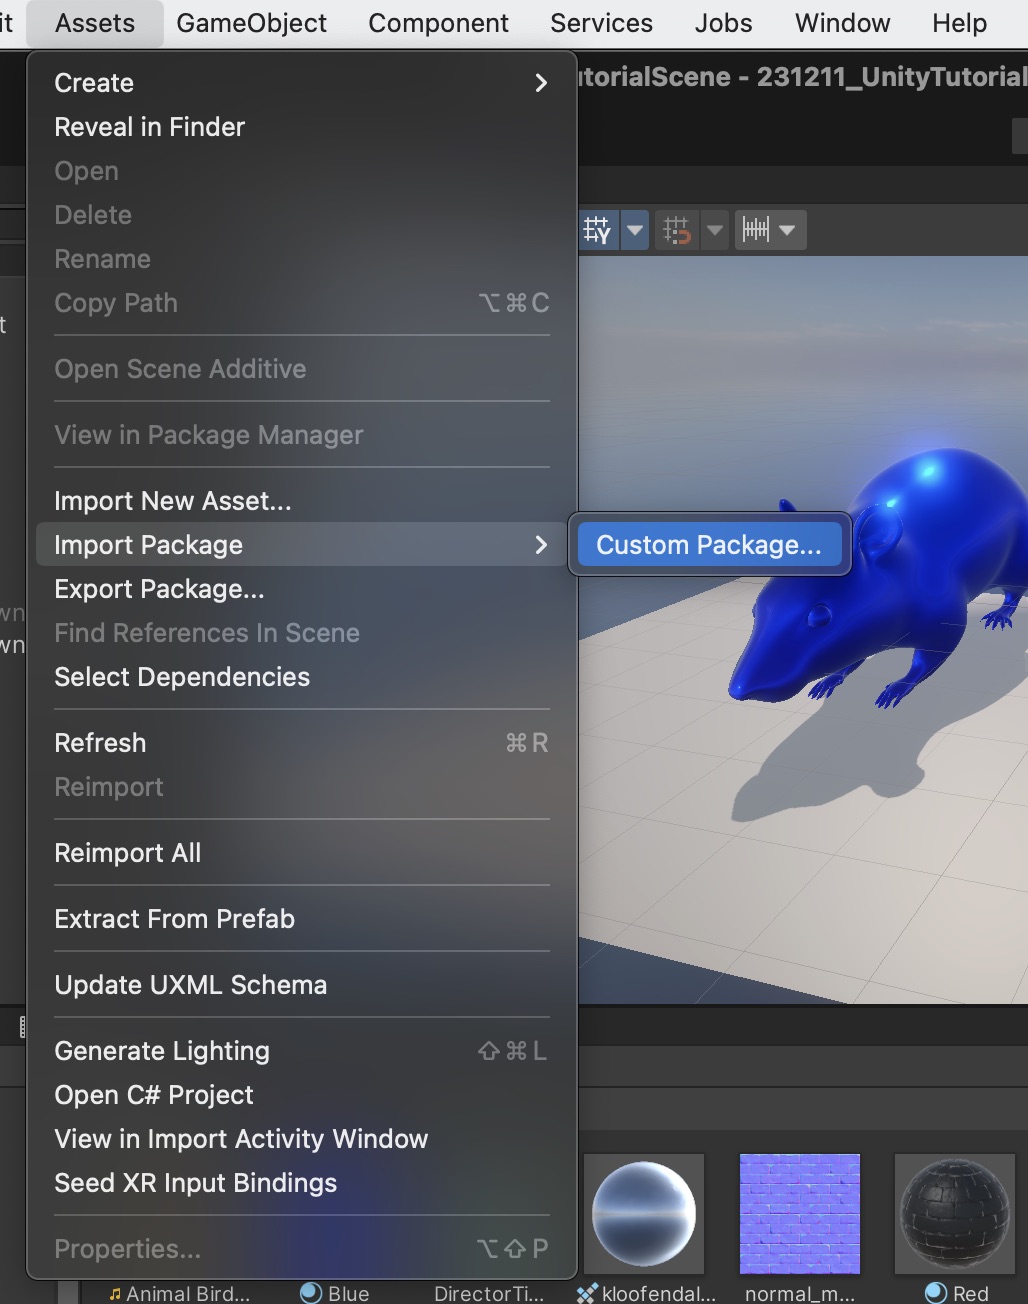 it Assets GameObject Component Services Jobs Window Help
utorialScene - 231211_UnityTutorial
Create
Reveal in Finder
Open
Delete
Rename
Copy Path ⌥⌘C
Open Scene Additive
View in Package Manager
Import New Asset...
Import Package Custom Package...
Export Package...
Find References In Scene
Select Dependencies
Refresh ⌘R
Reimport
Reimport All
Extract From Prefab
Update UXML Schema
Generate Lighting ⇧⌘L
Open C# Project
View in Import Activity Window
Seed XR Input Bindings
Properties... ⌥⇧P
Animal Bird... Blue DirectorTi... kloofendal... normal_m... Red